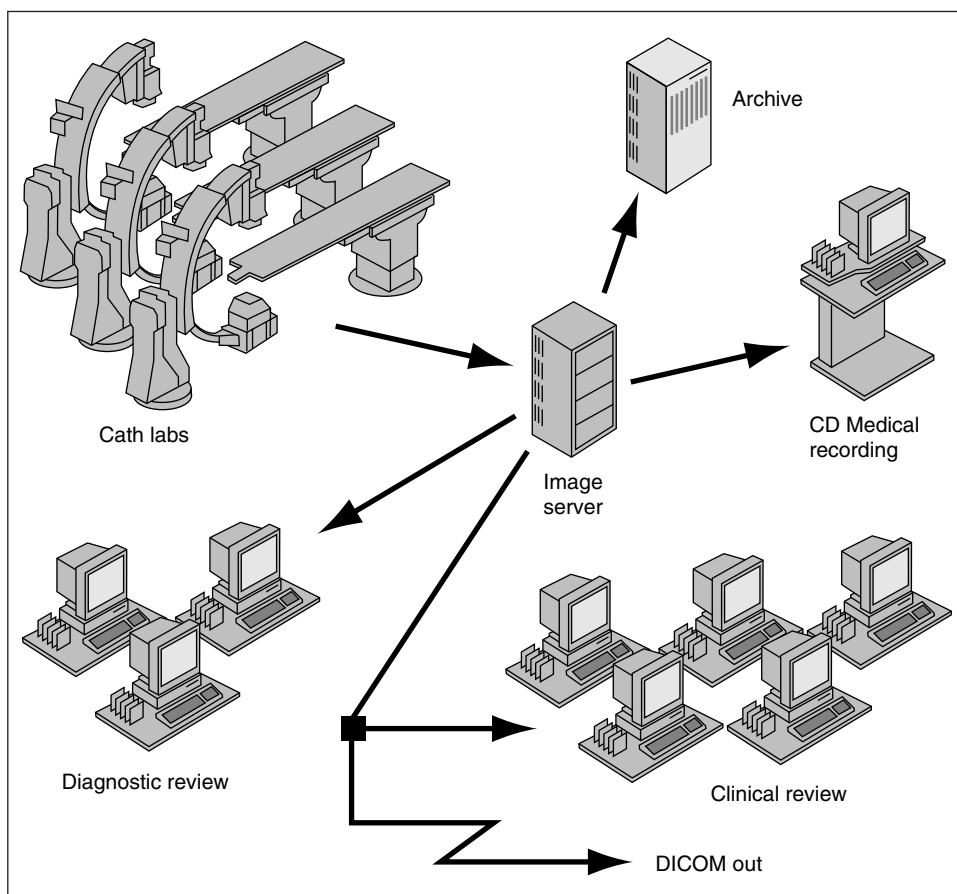 Archive
Cath labs
CD Medical
recording
Image
server
Diagnostic review
Clinical review
DICOM out